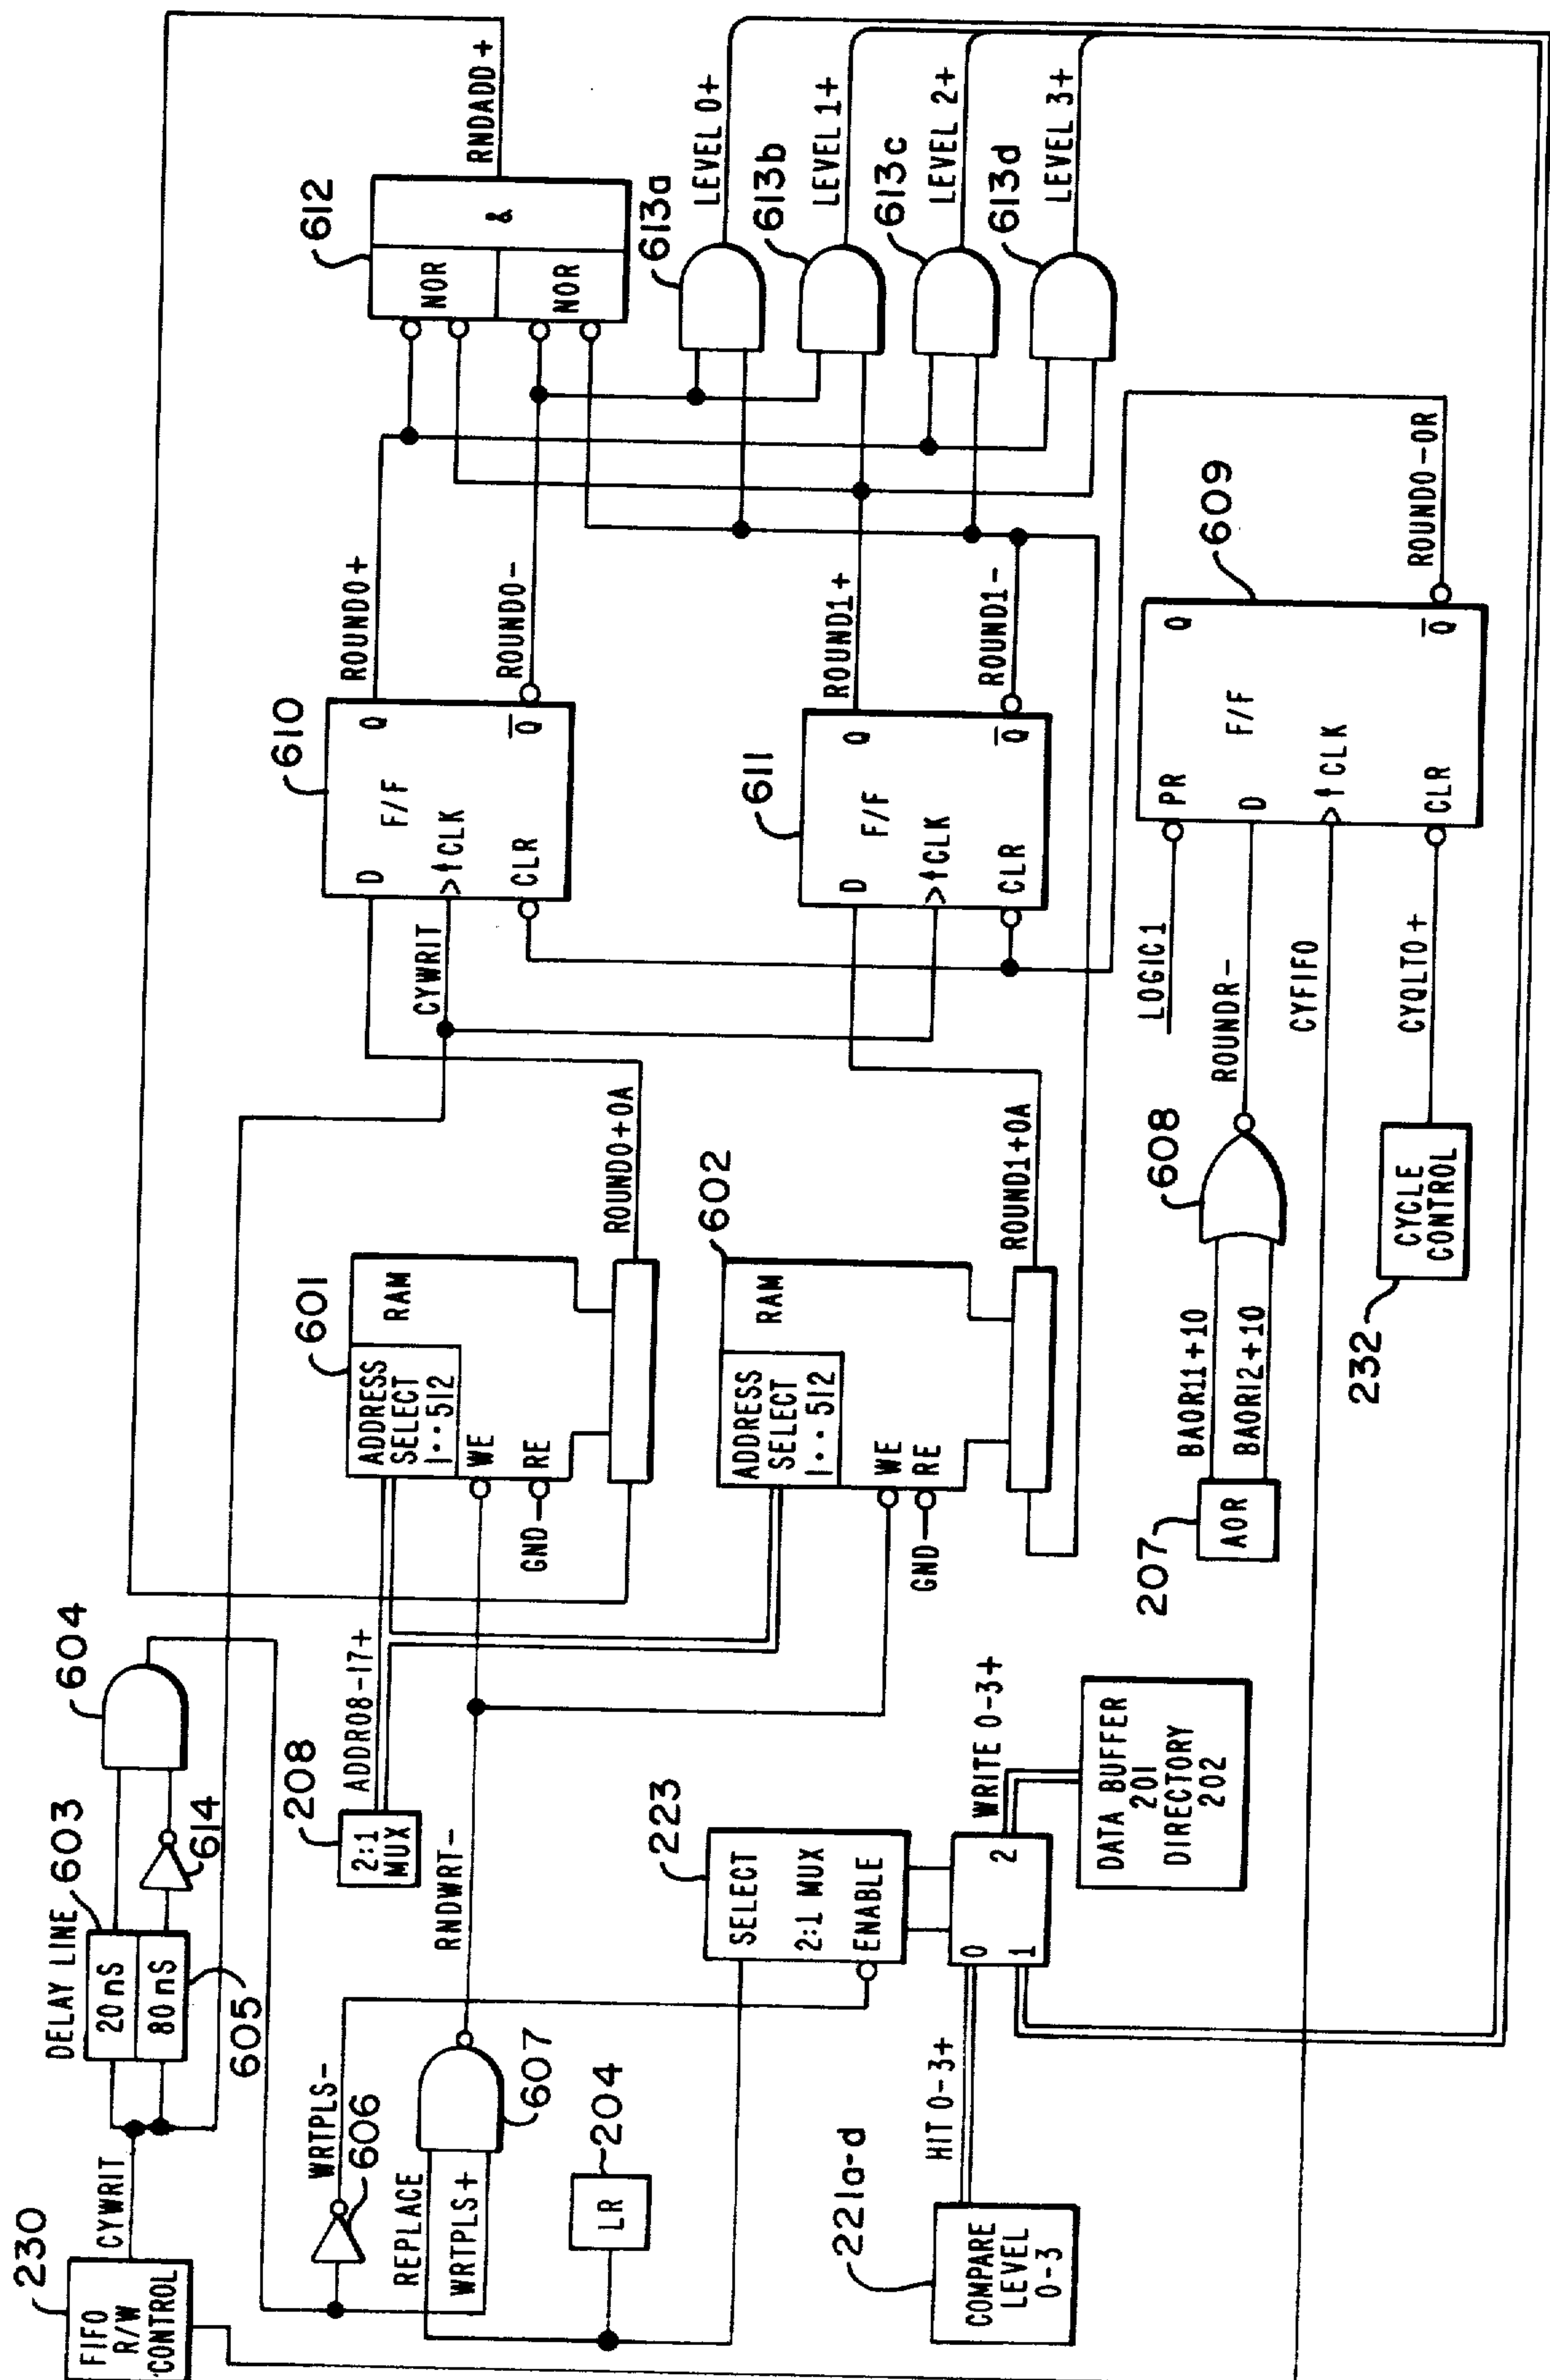 230
FIFO
R/W
CONTROL
CYWRIT
DELAY LINE
603
20 nS
80 nS
605
614
604
WRTPLS-
606
REPLACE
WRTPLS+
607
204
LR
RNDWRT-
208
2:1
MUX
ADDR08-17+
601
ADDRESS
SELECT
1··512
RAM
WE
RE
GND
ROUND0+0A
602
ADDRESS
SELECT
1··512
RAM
WE
RE
GND
ROUND1+0A
221a-d
COMPARE
LEVEL
0-3
HIT 0-3+
223
SELECT
2:1 MUX
ENABLE
0
1
2
WRITE 0-3+
DATA BUFFER
201
DIRECTORY
202
207
AOR
BAOR11+10
BAOR12+10
608
ROUNDR-
232
CYCLE
CONTROL
CYQLTO+
CYFIFO
LOGIC1
CYWRIT
610
D
F/F
↑CLK
CLR
Q
Q̅
ROUND0+
ROUND0-
611
D
F/F
↑CLK
CLR
Q
Q̅
ROUND1+
ROUND1-
609
PR
D
F/F
↑CLK
CLR
Q
Q̅
ROUND0-OR
612
NOR
NOR
&
RNDADD+
613a
LEVEL 0+
613b
LEVEL 1+
613c
LEVEL 2+
613d
LEVEL 3+